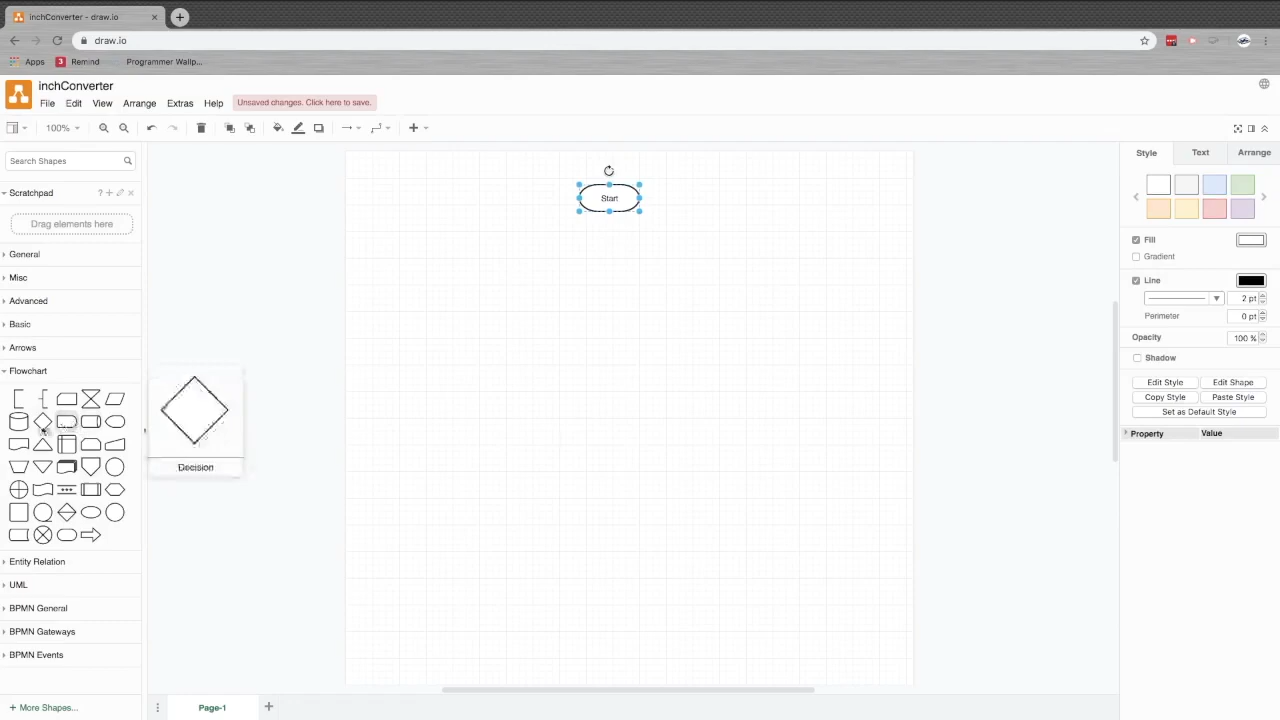 inchConverter - draw.io
draw.io
Apps
3 Remind
Programmer Wallp...
inchConverter
File Edit View Arrange Extras Help
Unsaved changes. Click here to save.
100%
Search Shapes
Scratchpad
?
Drag elements here
General
Misc
Advanced
Basic
Arrows
Flowchart
Entity Relation
UML
BPMN General
BPMN Gateways
BPMN Events
+ More Shapes...
Decision
Start
Page-1
Style Text Arrange
Fill
Gradient
Line
2 pt
Perimeter 0 pt
Opacity 100 %
Shadow
Edit Style Edit Shape
Copy Style Paste Style
Set as Default Style
Property Value